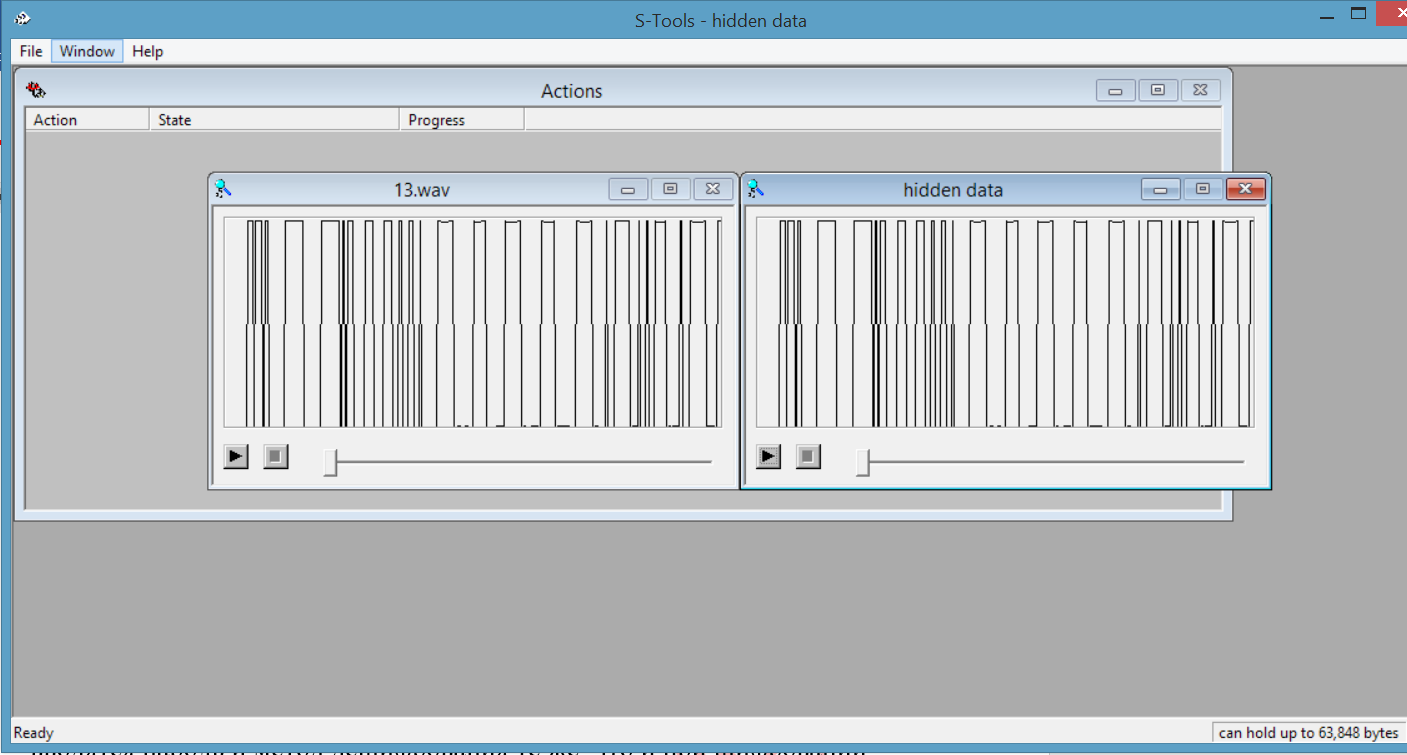 S-Tools - hidden data
File Window Help
Actions
Action State Progress
13.wav
hidden data
Ready
can hold up to 63,848 bytes